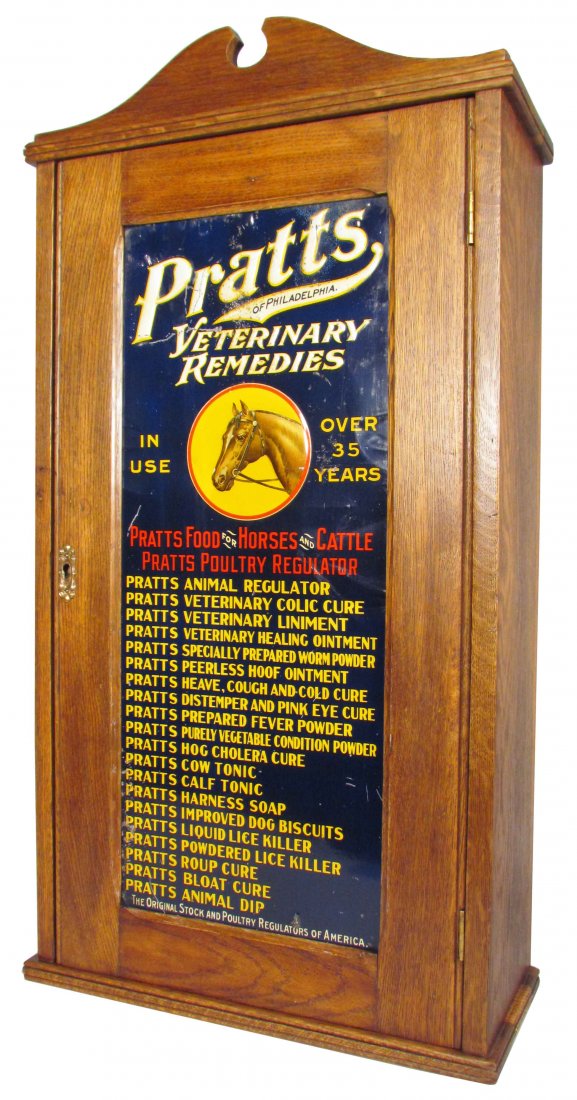 Pratts
OF PHILADELPHIA.
VETERINARY
REMEDIES
IN USE
OVER 35 YEARS
PRATTS FOOD FOR HORSES AND CATTLE
PRATTS POULTRY REGULATOR
PRATTS ANIMAL REGULATOR
PRATTS VETERINARY COLIC CURE
PRATTS VETERINARY LINIMENT
PRATTS VETERINARY HEALING OINTMENT
PRATTS SPECIALLY PREPARED WORM POWDER
PRATTS PEERLESS HOOF OINTMENT
PRATTS HEAVE, COUGH AND COLD CURE
PRATTS DISTEMPER AND PINK EYE CURE
PRATTS PREPARED FEVER POWDER
PRATTS PURELY VEGETABLE CONDITION POWDER
PRATTS HOG CHOLERA CURE
PRATTS COW TONIC
PRATTS CALF TONIC
PRATTS HARNESS SOAP
PRATTS IMPROVED DOG BISCUITS
PRATTS LIQUID LICE KILLER
PRATTS POWDERED LICE KILLER
PRATTS ROUP CURE
PRATTS BLOAT CURE
PRATTS ANIMAL DIP
THE ORIGINAL STOCK AND POULTRY REGULATORS OF AMERICA.